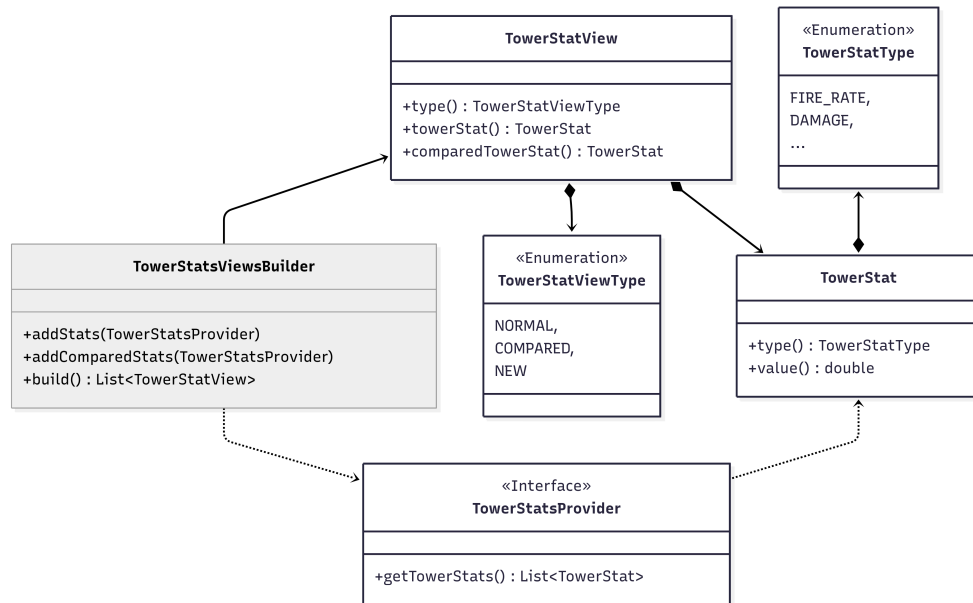 TowerStatView
+type() : TowerStatViewType
+towerStat() : TowerStat
+comparedTowerStat() : TowerStat
«Enumeration»
TowerStatType
FIRE_RATE,
DAMAGE,
...
TowerStatsViewsBuilder
+addStats(TowerStatsProvider)
+addComparedStats(TowerStatsProvider)
+build() : List<TowerStatView>
«Enumeration»
TowerStatViewType
NORMAL,
COMPARED,
NEW
TowerStat
+type() : TowerStatType
+value() : double
«Interface»
TowerStatsProvider
+getTowerStats() : List<TowerStat>